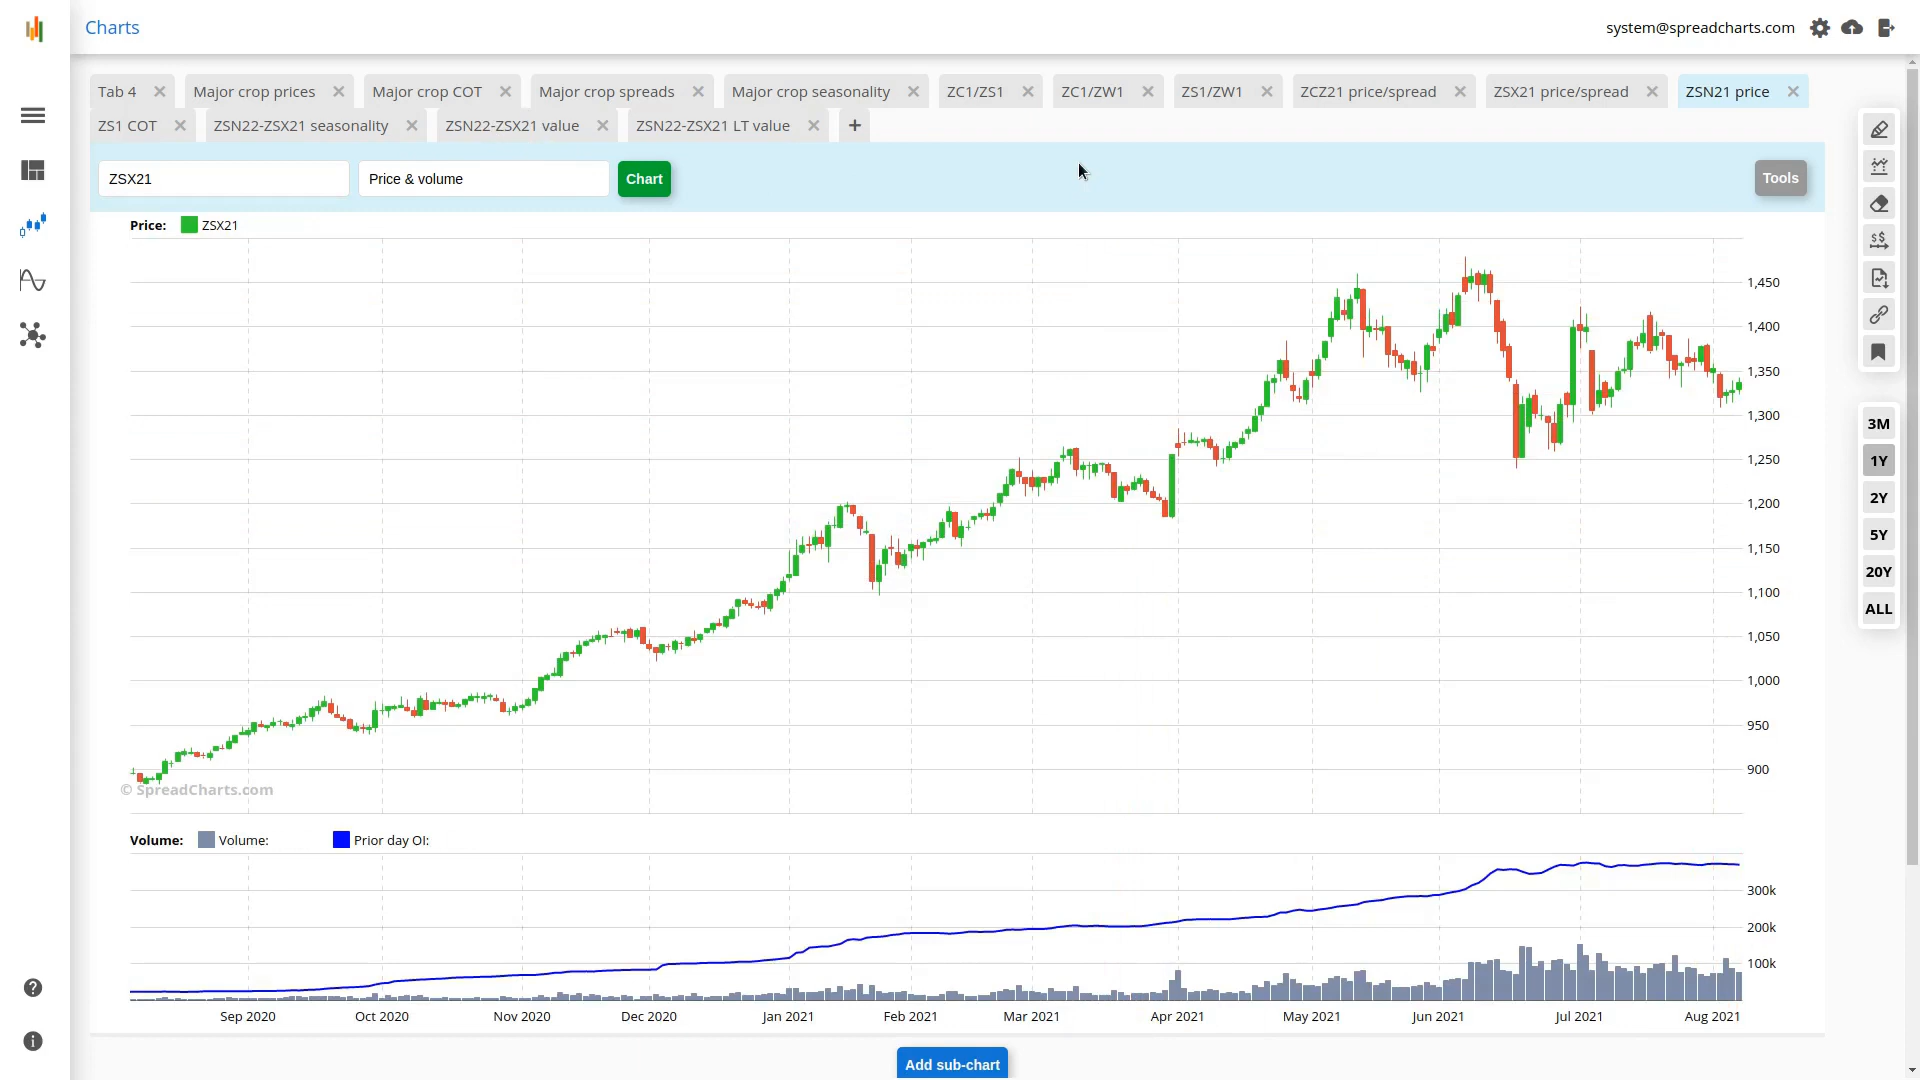 Charts
system@spreadcharts.com
Tab 4
Major crop prices
Major crop COT
Major crop spreads
Major crop seasonality
ZC1/ZS1
ZC1/ZW1
ZS1/ZW1
ZCZ21 price/spread
ZSX21 price/spread
ZSN21 price
ZS1 COT
ZSN22-ZSX21 seasonality
ZSN22-ZSX21 value
ZSN22-ZSX21 LT value
+
ZSX21
Price & volume
Chart
Tools
Price: ZSX21
1,450
1,400
1,350
1,300
1,250
1,200
1,150
1,100
1,050
1,000
950
900
© SpreadCharts.com
3M
1Y
2Y
5Y
20Y
ALL
Volume: Volume: Prior day OI:
300k
200k
100k
Sep 2020 Oct 2020 Nov 2020 Dec 2020 Jan 2021 Feb 2021 Mar 2021 Apr 2021 May 2021 Jun 2021 Jul 2021 Aug 2021
Add sub-chart